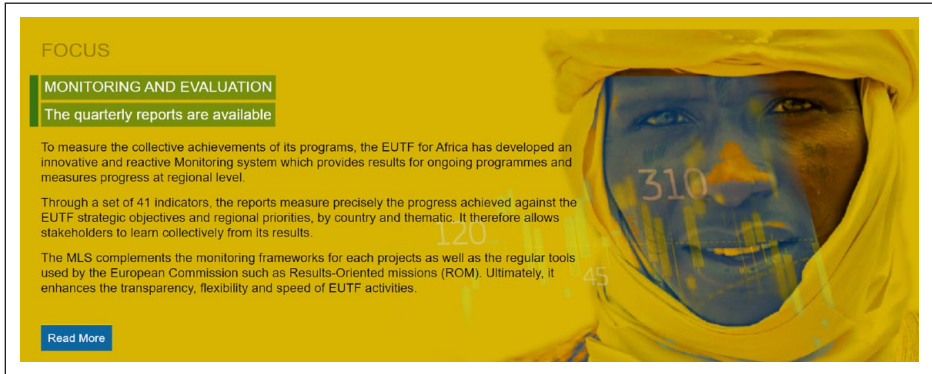 FOCUS
MONITORING AND EVALUATION
The quarterly reports are available
To measure the collective achievements of its programs, the EUTF for Africa has developed an
innovative and reactive Monitoring system which provides results for ongoing programmes and
measures progress at regional level.
Through a set of 41 indicators, the reports measure precisely the progress achieved against the
EUTF strategic objectives and regional priorities, by country and thematic. It therefore allows
stakeholders to learn collectively from its results.
The MLS complements the monitoring frameworks for each projects as well as the regular tools
used by the European Commission such as Results-Oriented missions (ROM). Ultimately, it
enhances the transparency, flexibility and speed of EUTF activities.
Read More
120
310
45